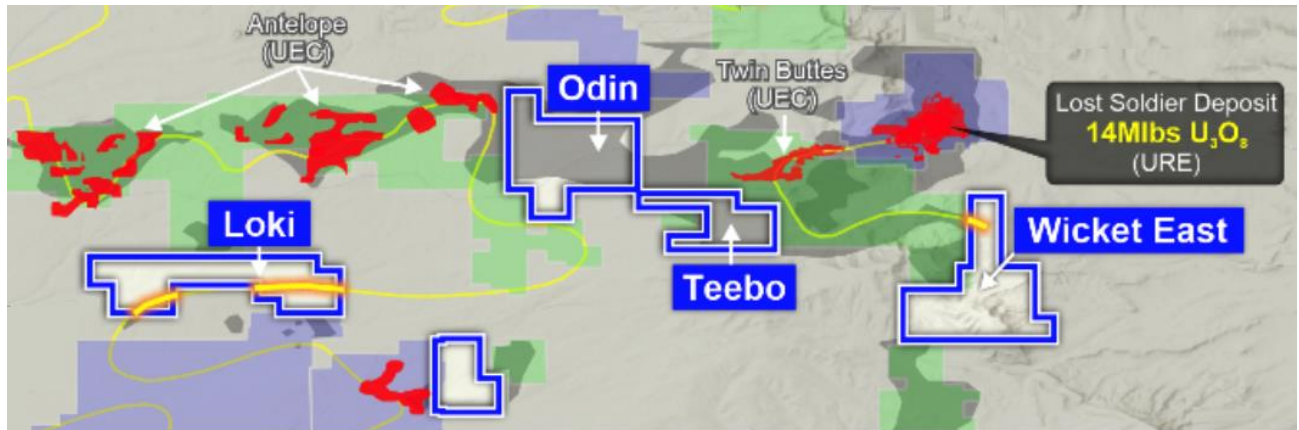 Antelope
(UEC)
Odin
Twin Buttes
(UEC)
Lost Soldier Deposit
14Mlbs U₃O₈
(URE)
Loki
Wicket East
Teebo